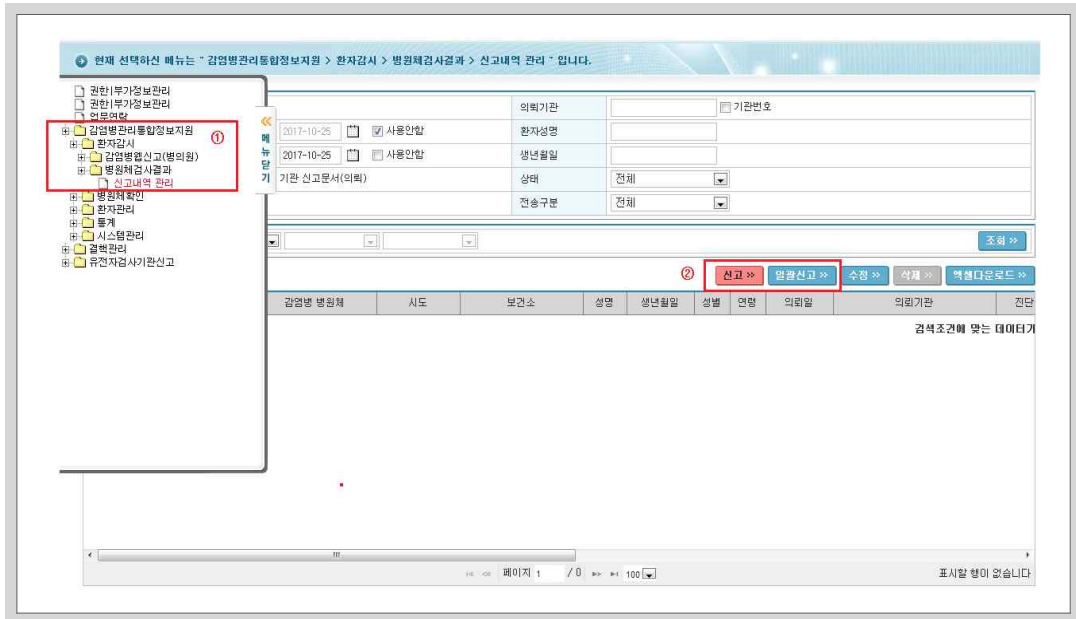 현재 선택하신 메뉴는 " 감염병관리통합정보지원 > 환자감시 > 병원체검사결과 > 신고내역 관리 " 입니다.
권한|부가정보관리
권한|부가정보관리
업무연락
감염병관리통합정보지원
환자감시
감염병웹신고(병의원)
병원체검사결과
신고내역 관리
병원체확인
환자관리
통계
시스템관리
결핵관리
유전자검사기관신고
①
메뉴닫기
의뢰기관 기관번호
2017-10-25 사용안함 환자성명
2017-10-25 사용안함 생년월일
기관 신고문서(의뢰) 상태 전체
전송구분 전체
조회 »
② 신고 » 일괄신고 » 수정 » 삭제 » 엑셀다운로드 »
감염병 병원체 시도 보건소 성명 생년월일 성별 연령 의뢰일 의뢰기관 진단
검색조건에 맞는 데이터가
페이지 1 / 0 100 표시할 행이 없습니다